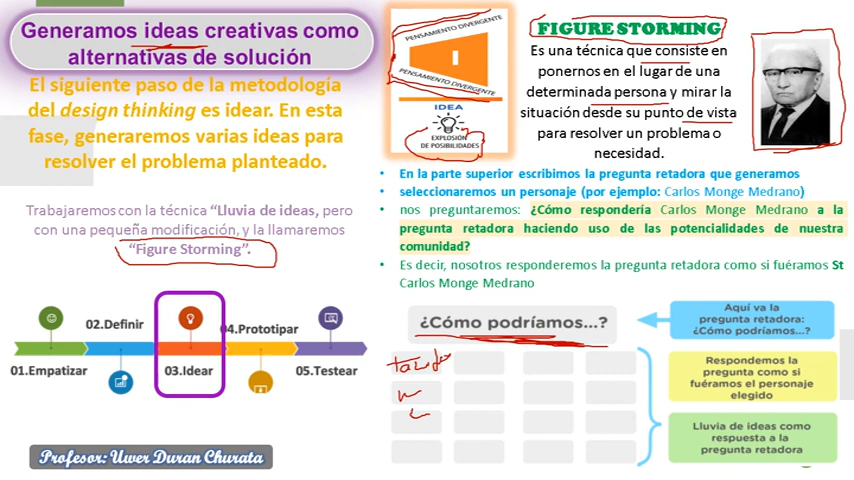 Generamos ideas creativas como
alternativas de solución
El siguiente paso de la metodología
del design thinking es idear. En esta
fase, generaremos varias ideas para
resolver el problema planteado.
Trabajaremos con la técnica “Lluvia de ideas, pero
con una pequeña modificación, y la llamaremos
“Figure Storming”.
02.Definir
04.Prototipar
01.Empatizar
03.Idear
05.Testear
Profesor: Uwer Duran Churata
PENSAMIENTO DIVERGENTE
PENSAMIENTO DIVERGENTE
IDEA
EXPLOSIÓN
DE POSIBILIDADES
FIGURE STORMING
Es una técnica que consiste en
ponernos en el lugar de una
determinada persona y mirar la
situación desde su punto de vista
para resolver un problema o
necesidad.
• En la parte superior escribimos la pregunta retadora que generamos
• seleccionaremos un personaje (por ejemplo: Carlos Monge Medrano)
• nos preguntaremos: ¿Cómo respondería Carlos Monge Medrano a la
pregunta retadora haciendo uso de las potencialidades de nuestra
comunidad?
• Es decir, nosotros responderemos la pregunta retadora como si fuéramos St
Carlos Monge Medrano
¿Cómo podríamos...?
Aquí va la
pregunta retadora:
¿Cómo podríamos...?
Respondemos la
pregunta como si
fuéramos el personaje
elegido
Lluvia de ideas como
respuesta a la
pregunta retadora